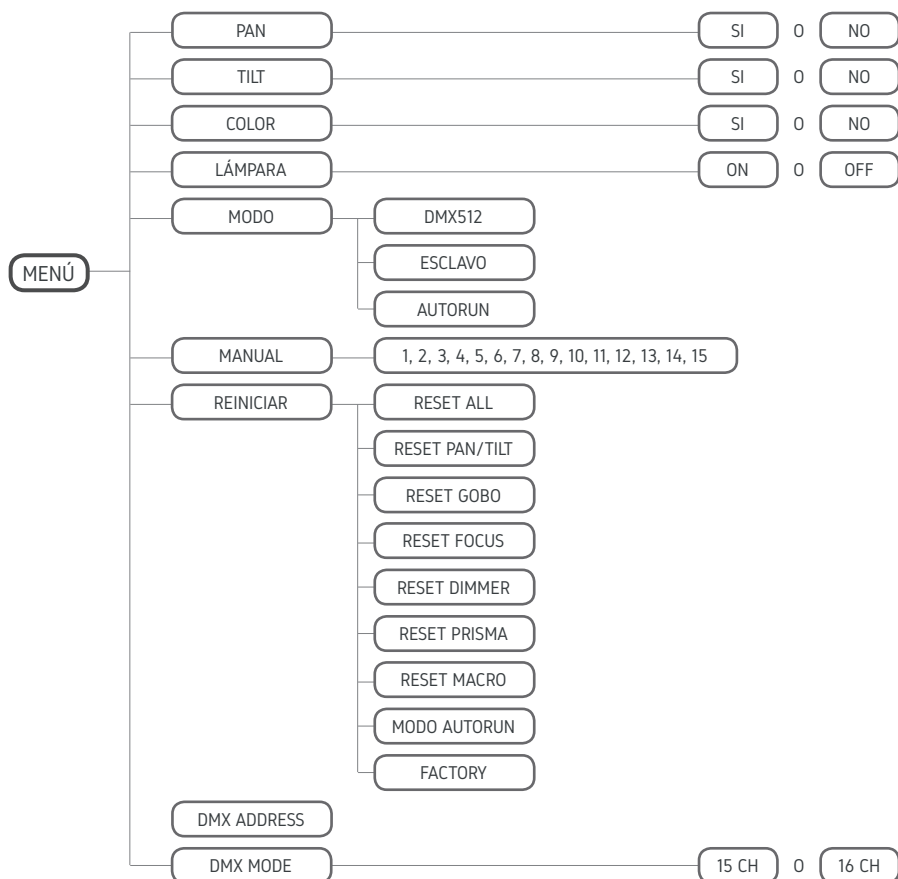 PAN SI O NO
TILT SI O NO
COLOR SI O NO
LÁMPARA ON O OFF
MODO DMX512
ESCLAVO
MENÚ
AUTORUN
MANUAL 1, 2, 3, 4, 5, 6, 7, 8, 9, 10, 11, 12, 13, 14, 15
REINICIAR RESET ALL
RESET PAN/TILT
RESET GOBO
RESET FOCUS
RESET DIMMER
RESET PRISMA
RESET MACRO
MODO AUTORUN
FACTORY
DMX ADDRESS
DMX MODE 15 CH O 16 CH